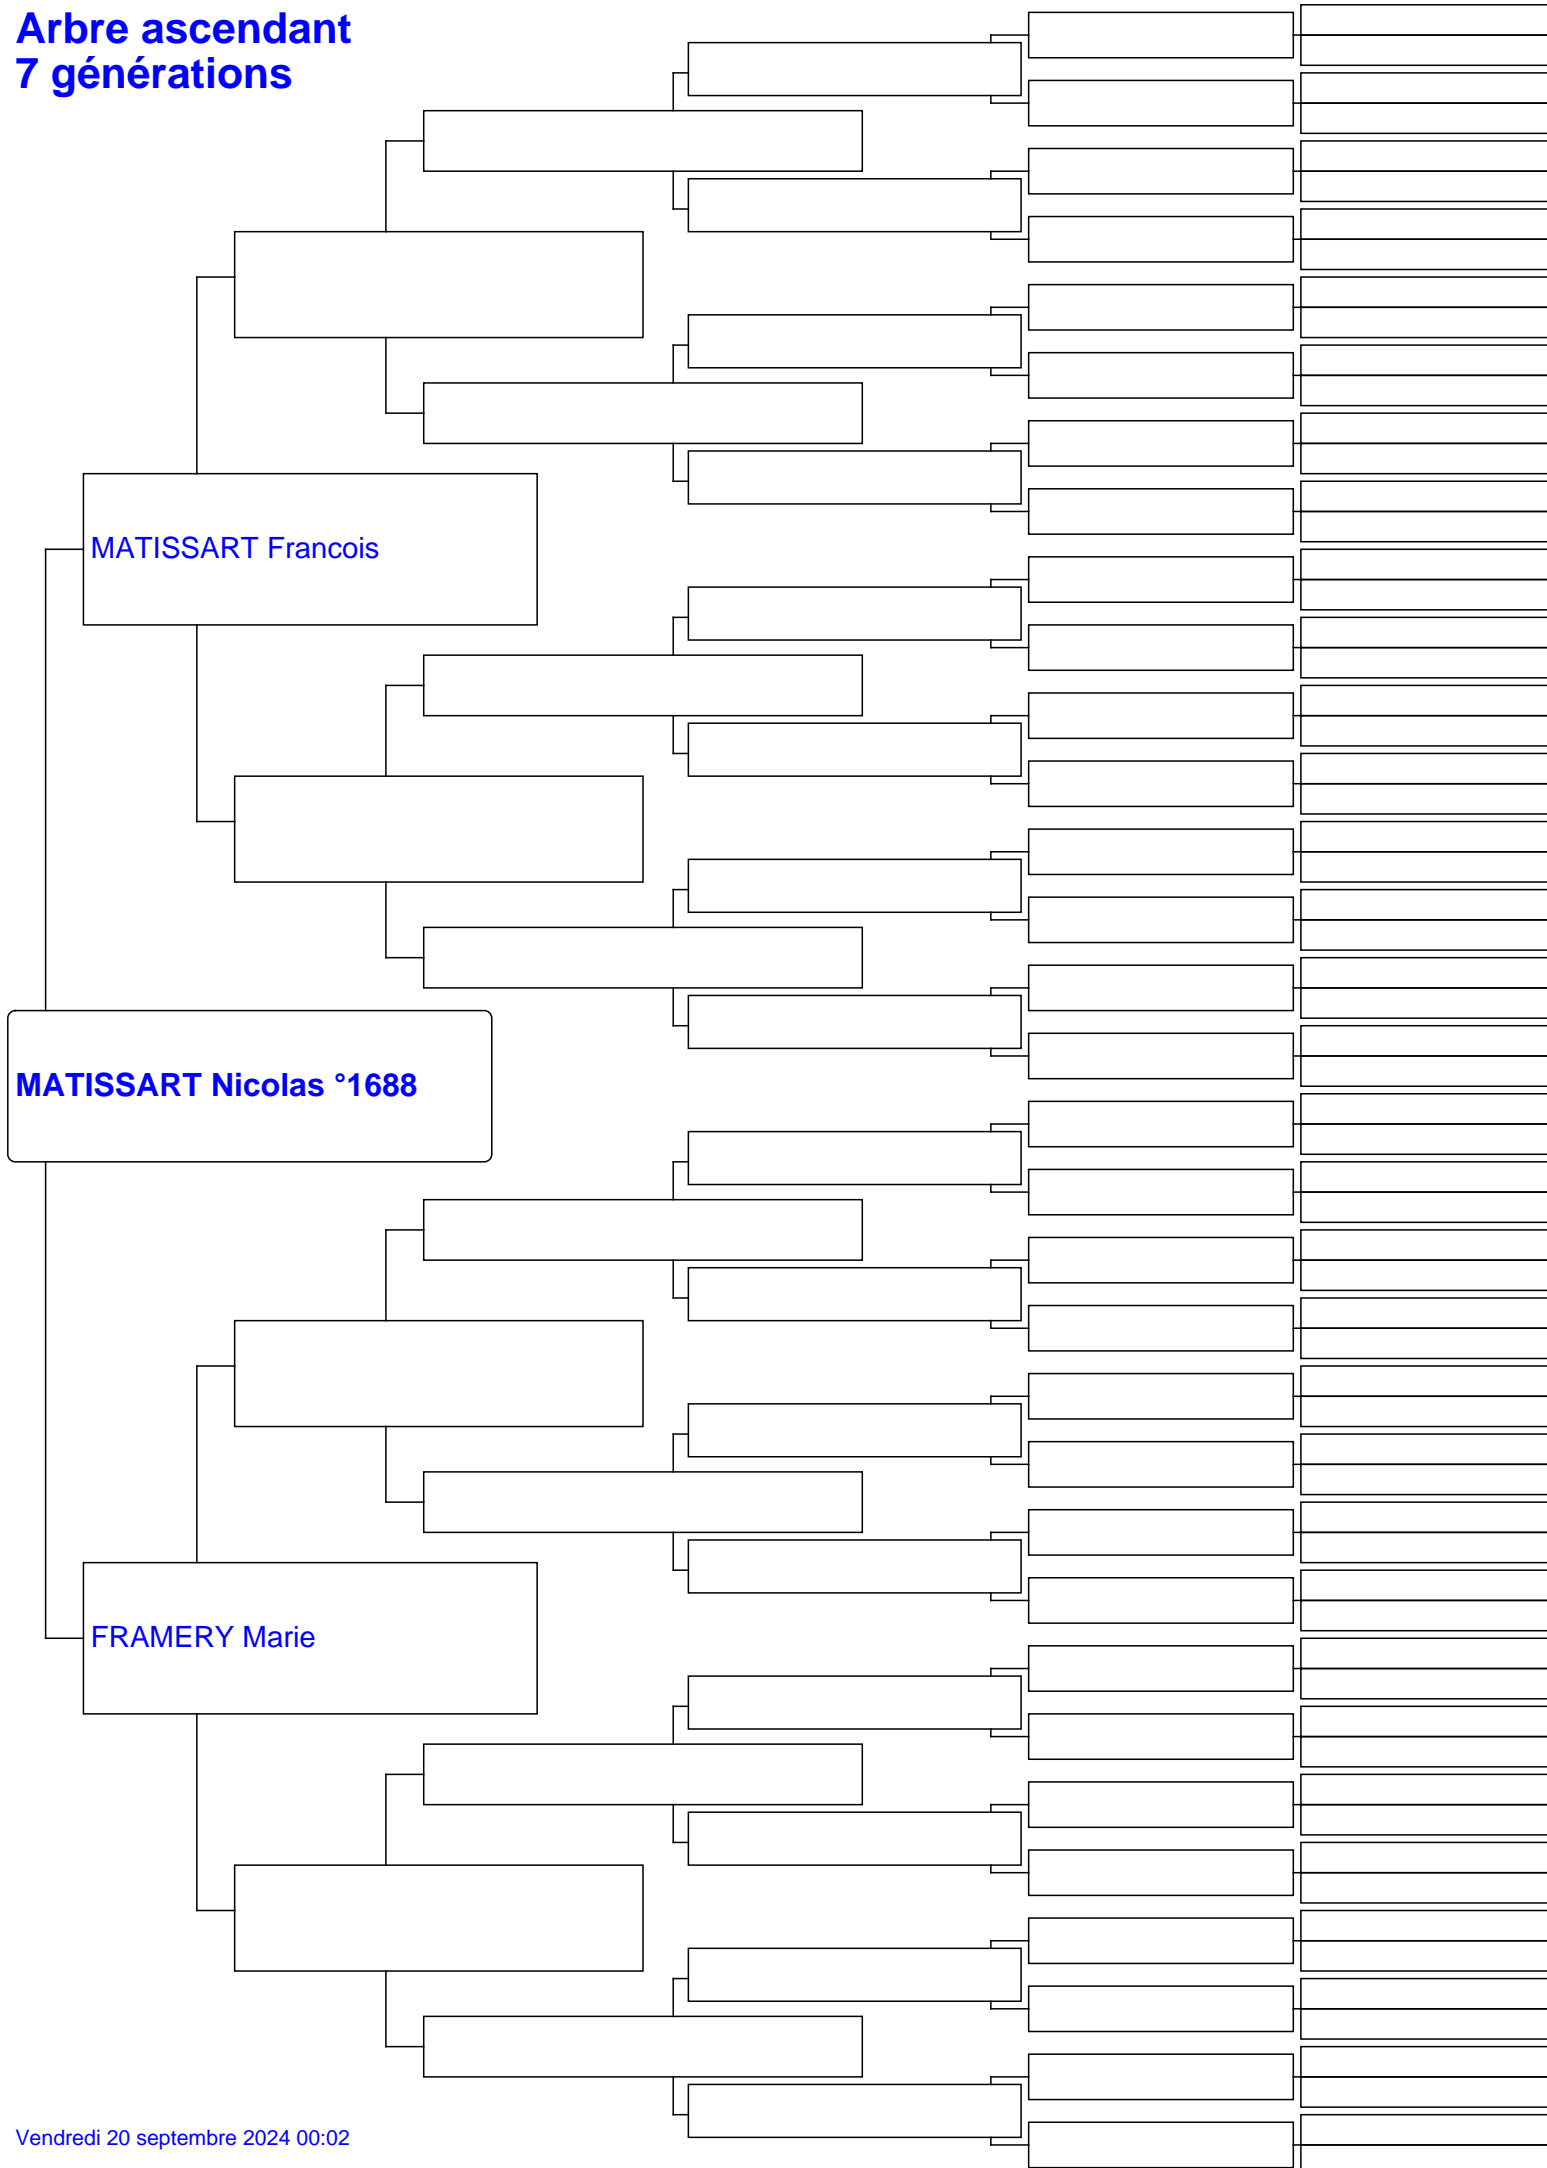 Arbre ascendant
7 générations
MATISSART Francois
MATISSART Nicolas °1688
FRAMERY Marie
Vendredi 20 septembre 2024 00:02